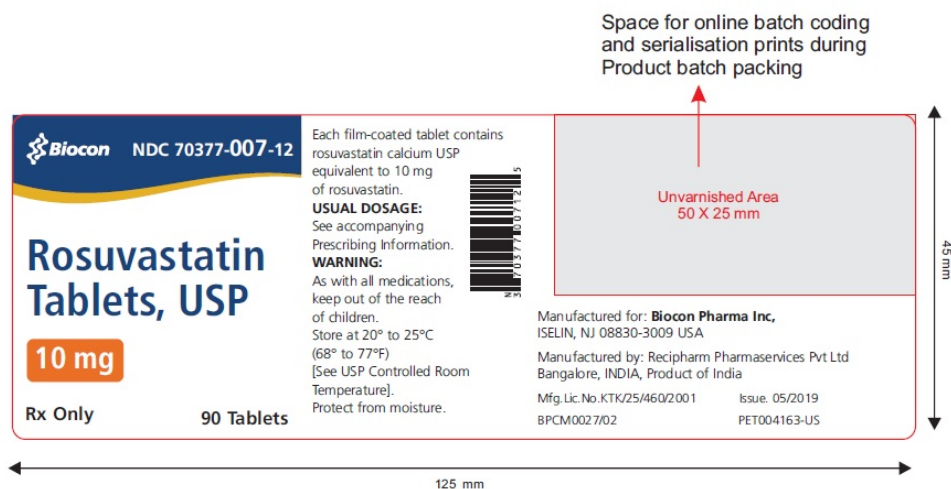 Space for online batch coding
and serialisation prints during
Product batch packing
Biocon NDC 70377-007-12
Rosuvastatin
Tablets, USP
10 mg
Rx Only 90 Tablets
Each film-coated tablet contains
rosuvastatin calcium USP
equivalent to 10 mg
of rosuvastatin.
USUAL DOSAGE:
See accompanying
Prescribing Information.
WARNING:
As with all medications,
keep out of the reach
of children.
Store at 20° to 25°C
(68° to 77°F)
[See USP Controlled Room
Temperature].
Protect from moisture.
N 3 70377 00712 5
Unvarnished Area
50 X 25 mm
Manufactured for: Biocon Pharma Inc,
ISELIN, NJ 08830-3009 USA
Manufactured by: Recipharm Pharmaservices Pvt Ltd
Bangalore, INDIA, Product of India
Mfg.Lic.No.KTK/25/460/2001 Issue. 05/2019
BPCM0027/02 PET004163-US
45 mm
125 mm